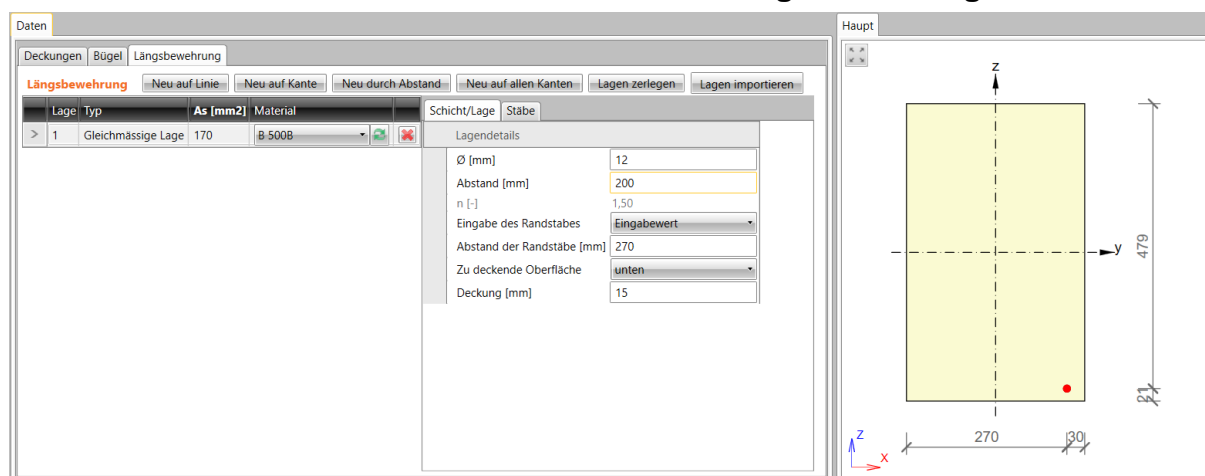 Daten
Deckungen Bügel Längsbewehrung
Längsbewehrung Neu auf Linie Neu auf Kante Neu durch Abstand Neu auf allen Kanten Lagen zerlegen Lagen importieren
Lage Typ As [mm2] Material
> 1 Gleichmässige Lage 170 B 500B
Schicht/Lage Stäbe
Lagendetails
Ø [mm] 12
Abstand [mm] 200
n [-] 1,50
Eingabe des Randstabes Eingabewert
Abstand der Randstäbe [mm] 270
Zu deckende Oberfläche unten
Deckung [mm] 15
Haupt
z
y
479
21
270 30
Z
X